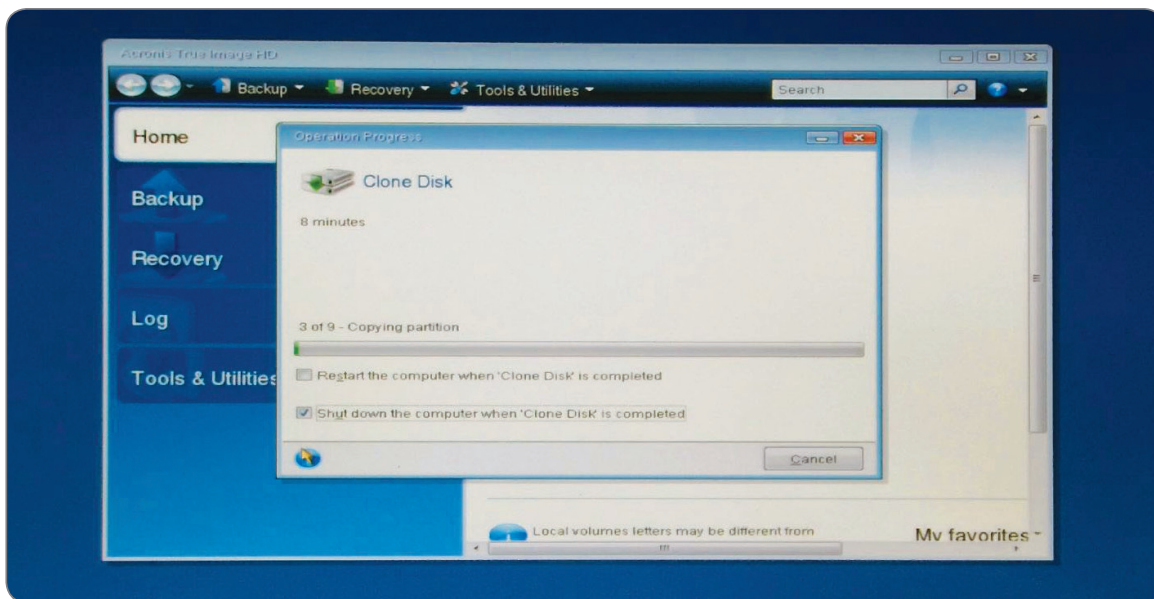 Acronis True Image HD
Backup Recovery Tools & Utilities Search
Home
Backup
Recovery
Log
Tools & Utilities
Operation Progress
Clone Disk
8 minutes
3 of 9 - Copying partition
Restart the computer when 'Clone Disk' is completed
Shut down the computer when 'Clone Disk' is completed
Cancel
Local volumes letters may be different from
My favorites